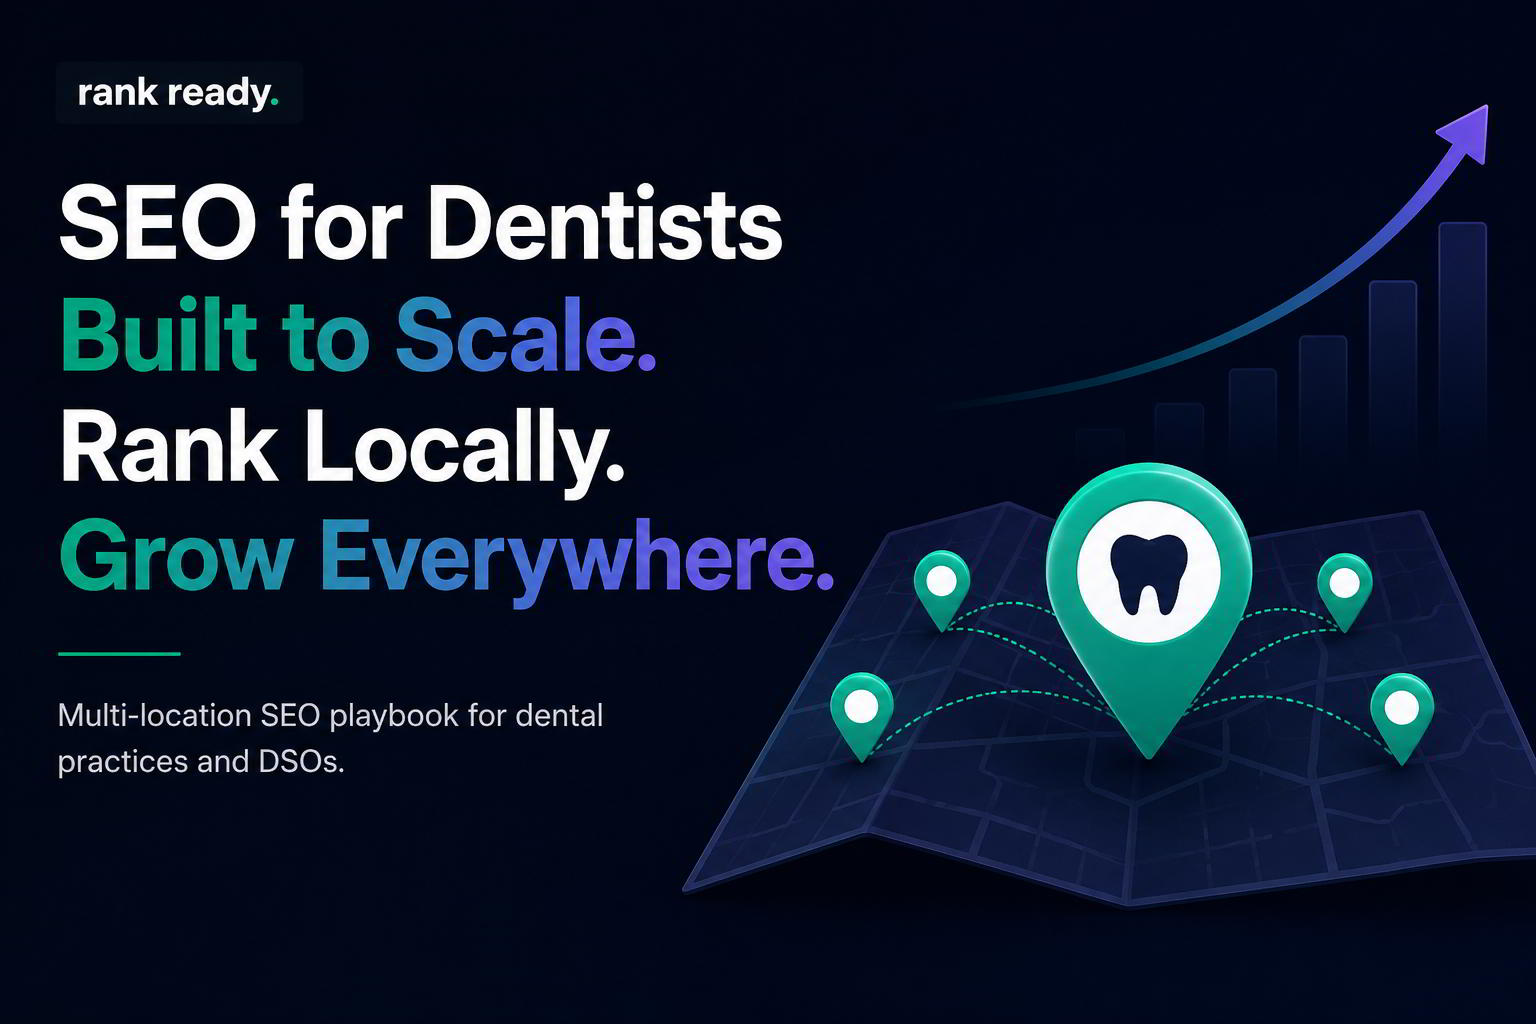 rank ready.
SEO for Dentists
Built to Scale.
Rank Locally.
Grow Everywhere.
Multi-location SEO playbook for dental
practices and DSOs.